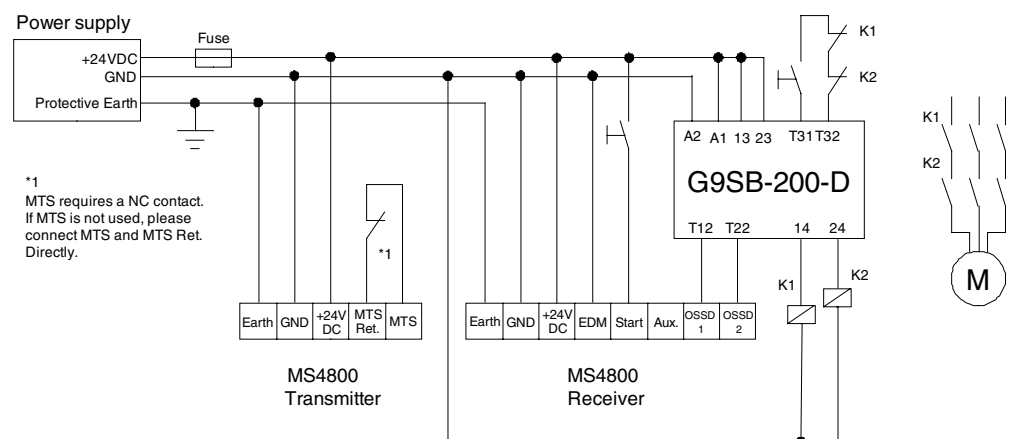 Power supply
+24VDC
GND
Protective Earth
Fuse
K1
K2
A2 A1 13 23 T31 T32
G9SB-200-D
T12 T22 14 24
K1
K2
K1
K2
M
*1
MTS requires a NC contact.
If MTS is not used, please
connect MTS and MTS Ret.
Directly.
*1
Earth GND +24V DC MTS Ret. MTS
MS4800
Transmitter
Earth GND +24V DC EDM Start Aux. OSSD 1 OSSD 2
MS4800
Receiver